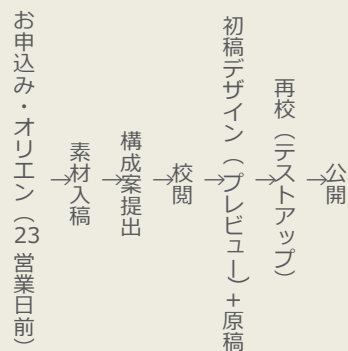 お申込み・オリエン（23営業日前）
→
素材入稿
→
構成案提出
→
校閲
→
初稿デザイン（プレビュー）+原稿
→
再校（テストアップ）
→
公開